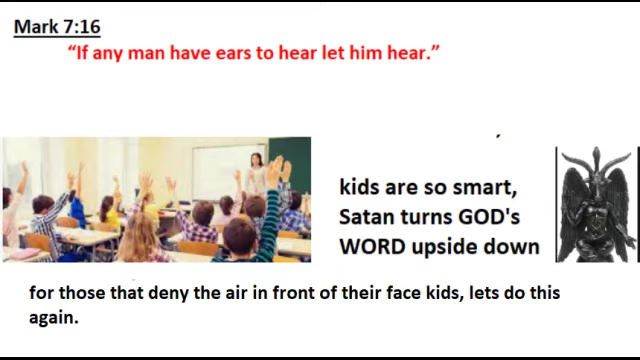 Mark 7:16
“If any man have ears to hear let him hear.”
kids are so smart,
Satan turns GOD's
WORD upside down
for those that deny the air in front of their face kids, lets do this
again.